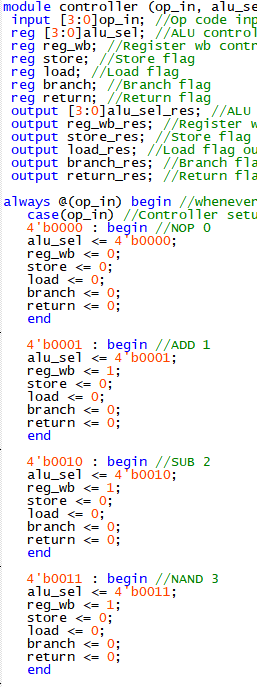 module controller (op_in, alu_se
input [3:0]op_in; //Op code inp
reg [3:0]alu_sel; //ALU control
reg reg_wb; //Register wb contr
reg store; //Store flag
reg load; //Load flag
reg branch; //Branch flag
reg return; //Return flag
output [3:0]alu_sel_res; //ALU
output reg_wb_res; //Register w
output store_res; //Store flag
output load_res; //Load flag ou
output branch_res; //Branch fla
output return_res; //Return fla
always @(op_in) begin //whenever
case(op_in) //Controller setu
4'b0000 : begin //NOP 0
alu_sel <= 4'b0000;
reg_wb <= 0;
store <= 0;
load <= 0;
branch <= 0;
return <= 0;
end
4'b0001 : begin //ADD 1
alu_sel <= 4'b0001;
reg_wb <= 1;
store <= 0;
load <= 0;
branch <= 0;
return <= 0;
end
4'b0010 : begin //SUB 2
alu_sel <= 4'b0010;
reg_wb <= 1;
store <= 0;
load <= 0;
branch <= 0;
return <= 0;
end
4'b0011 : begin //NAND 3
alu_sel <= 4'b0011;
reg_wb <= 1;
store <= 0;
load <= 0;
branch <= 0;
return <= 0;
end